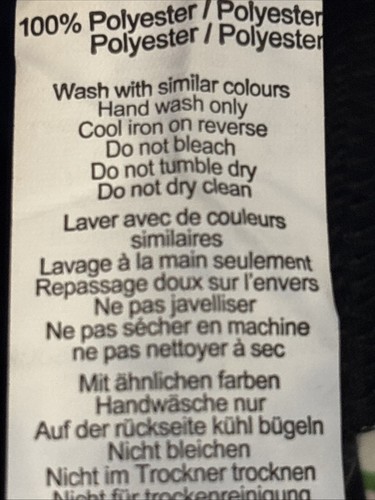 100% Polyester / Polyester
Polyester / Polyester
Wash with similar colours
Hand wash only
Cool iron on reverse
Do not bleach
Do not tumble dry
Do not dry clean
Laver avec de couleurs
similaires
Lavage à la main seulement
Repassage doux sur l'envers
Ne pas javelliser
Ne pas sécher en machine
ne pas nettoyer à sec
Mit ähnlichen farben
Handwäsche nur
Auf der rückseite kühl bügeln
Nicht bleichen
Nicht im Trockner trocknen
Nicht für trockenreinigung